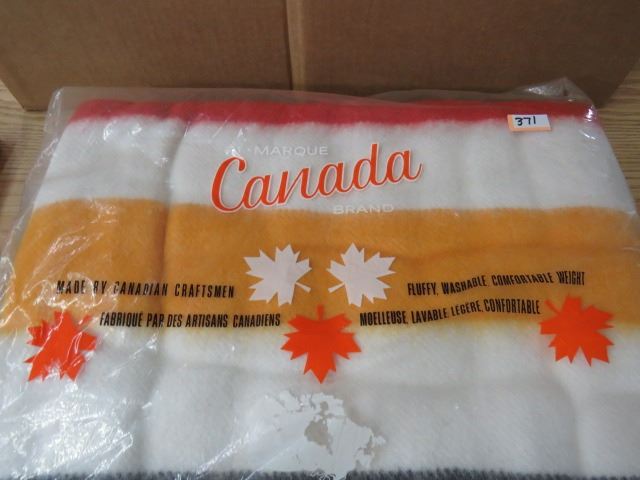 371
MARQUE
Canada
BRAND
MADE BY CANADIAN CRAFTSMEN
FABRIQUÉ PAR DES ARTISANS CANADIENS
FLUFFY, WASHABLE, COMFORTABLE WEIGHT
MOELLEUSE, LAVABLE, LEGERE, CONFORTABLE